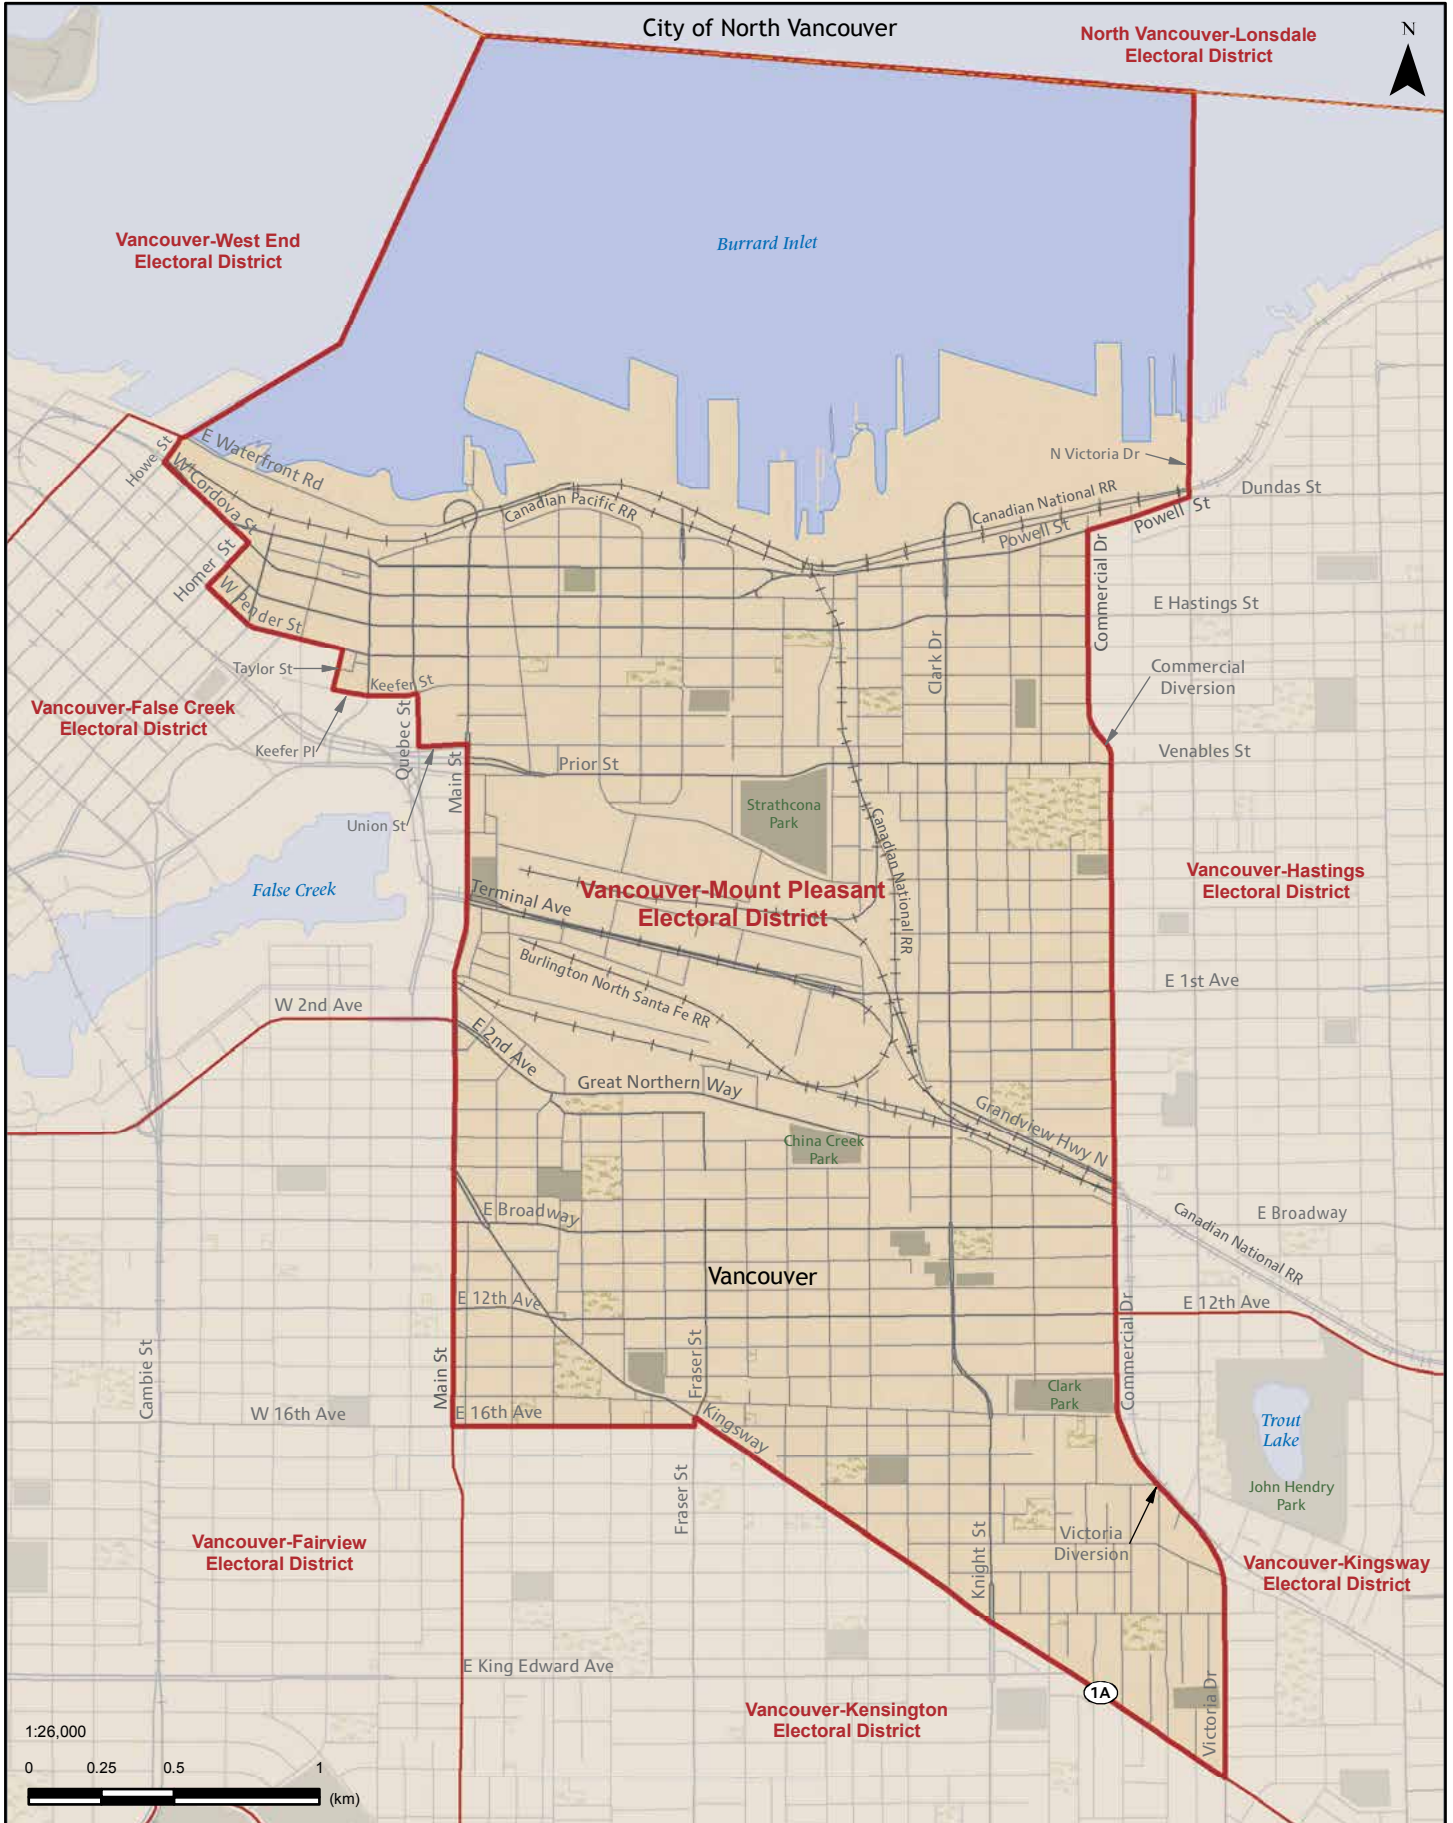 City of North Vancouver
North Vancouver-Lonsdale
Electoral District
N
Vancouver-West End
Electoral District
Burrard Inlet
Howe St
E Waterfront Rd
W Cordova St
Canadian Pacific RR
N Victoria Dr
Canadian National RR
Powell St
Powell St
Dundas St
Homer St
W Pender St
Commercial Dr
E Hastings St
Clark Dr
Taylor St
Keefer St
Commercial
Diversion
Vancouver-False Creek
Electoral District
Quebec St
Keefer Pl
Main St
Prior St
Venables St
Union St
Strathcona
Park
Canadian National RR
False Creek
Terminal Ave
Vancouver-Mount Pleasant
Electoral District
Vancouver-Hastings
Electoral District
Burlington North Santa Fe RR
E 1st Ave
W 2nd Ave
E 2nd Ave
Great Northern Way
Grandview Hwy N
China Creek
Park
E Broadway
Canadian National RR
E Broadway
Vancouver
E 12th Ave
E 12th Ave
Cambie St
Main St
Fraser St
Commercial Dr
Clark
Park
W 16th Ave
E 16th Ave
Kingsway
Trout
Lake
John Hendry
Park
Fraser St
Knight St
Victoria
Diversion
Vancouver-Fairview
Electoral District
Vancouver-Kingsway
Electoral District
E King Edward Ave
1A
Victoria Dr
Vancouver-Kensington
Electoral District
1:26,000
0 0.25 0.5 1
(km)